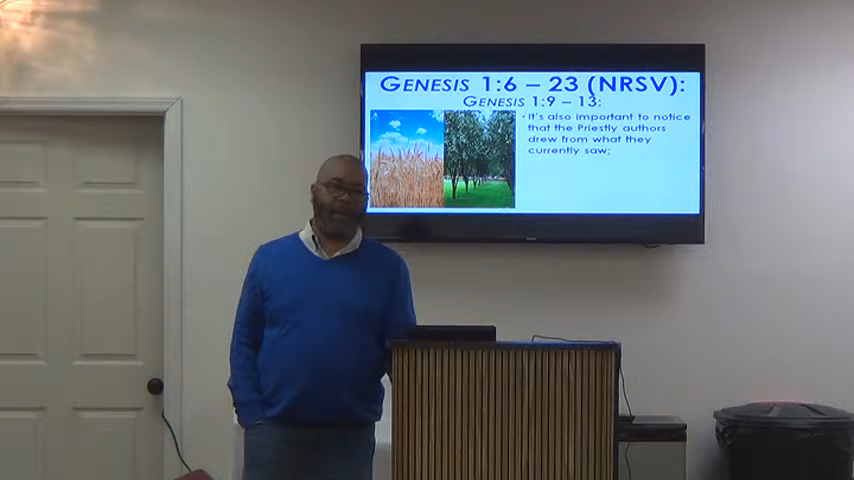 GENESIS 1:6 – 23 (NRSV):
GENESIS 1:9 – 13:
• It's also important to notice
that the Priestly authors
drew from what they
currently saw;